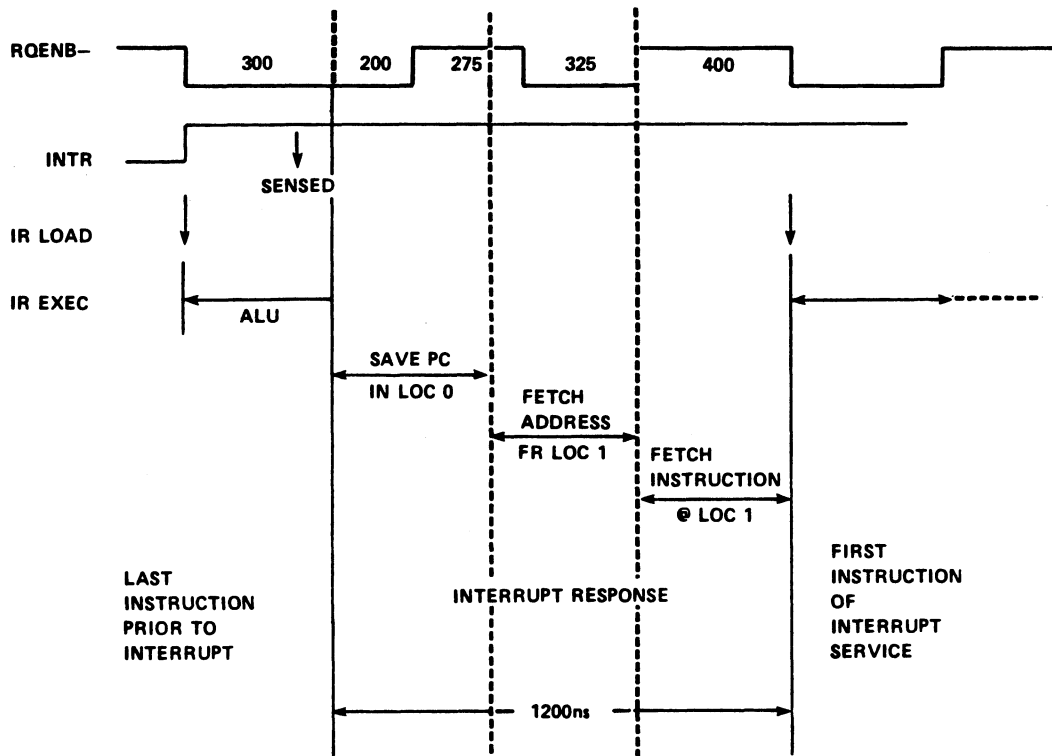 RQENB–
300
200
275
325
400
INTR
SENSED
IR LOAD
IR EXEC
ALU
SAVE PC
IN LOC 0
FETCH
ADDRESS
FR LOC 1
FETCH
INSTRUCTION
@ LOC 1
LAST
INSTRUCTION
PRIOR TO
INTERRUPT
INTERRUPT RESPONSE
FIRST
INSTRUCTION
OF
INTERRUPT
SERVICE
1200ns